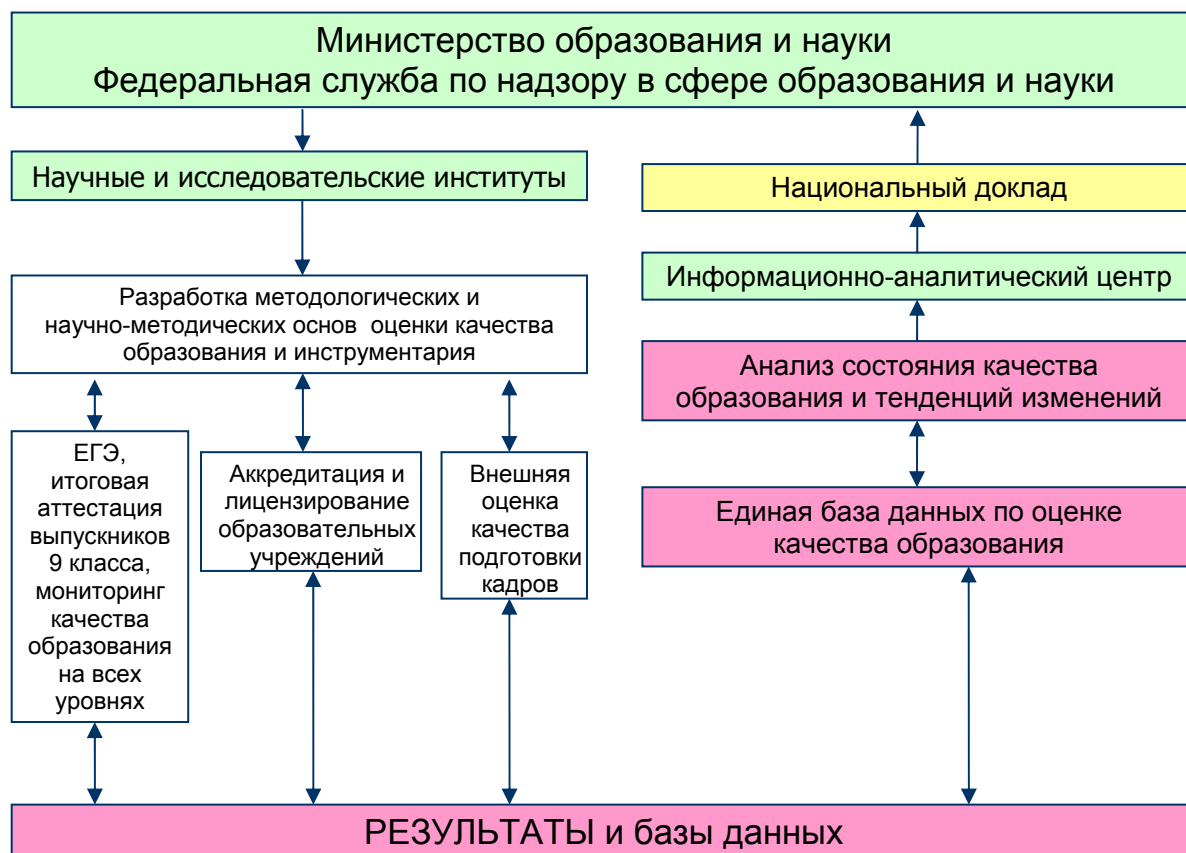 Министерство образования и науки
Федеральная служба по надзору в сфере образования и науки
Научные и исследовательские институты
Разработка методологических и
научно-методических основ оценки качества
образования и инструментария
ЕГЭ,
итоговая
аттестация
выпускников
9 класса,
мониторинг
качества
образования
на всех
уровнях
Аккредитация и
лицензирование
образовательных
учреждений
Внешняя
оценка
качества
подготовки
кадров
Национальный доклад
Информационно-аналитический центр
Анализ состояния качества
образования и тенденций изменений
Единая база данных по оценке
качества образования
РЕЗУЛЬТАТЫ и базы данных